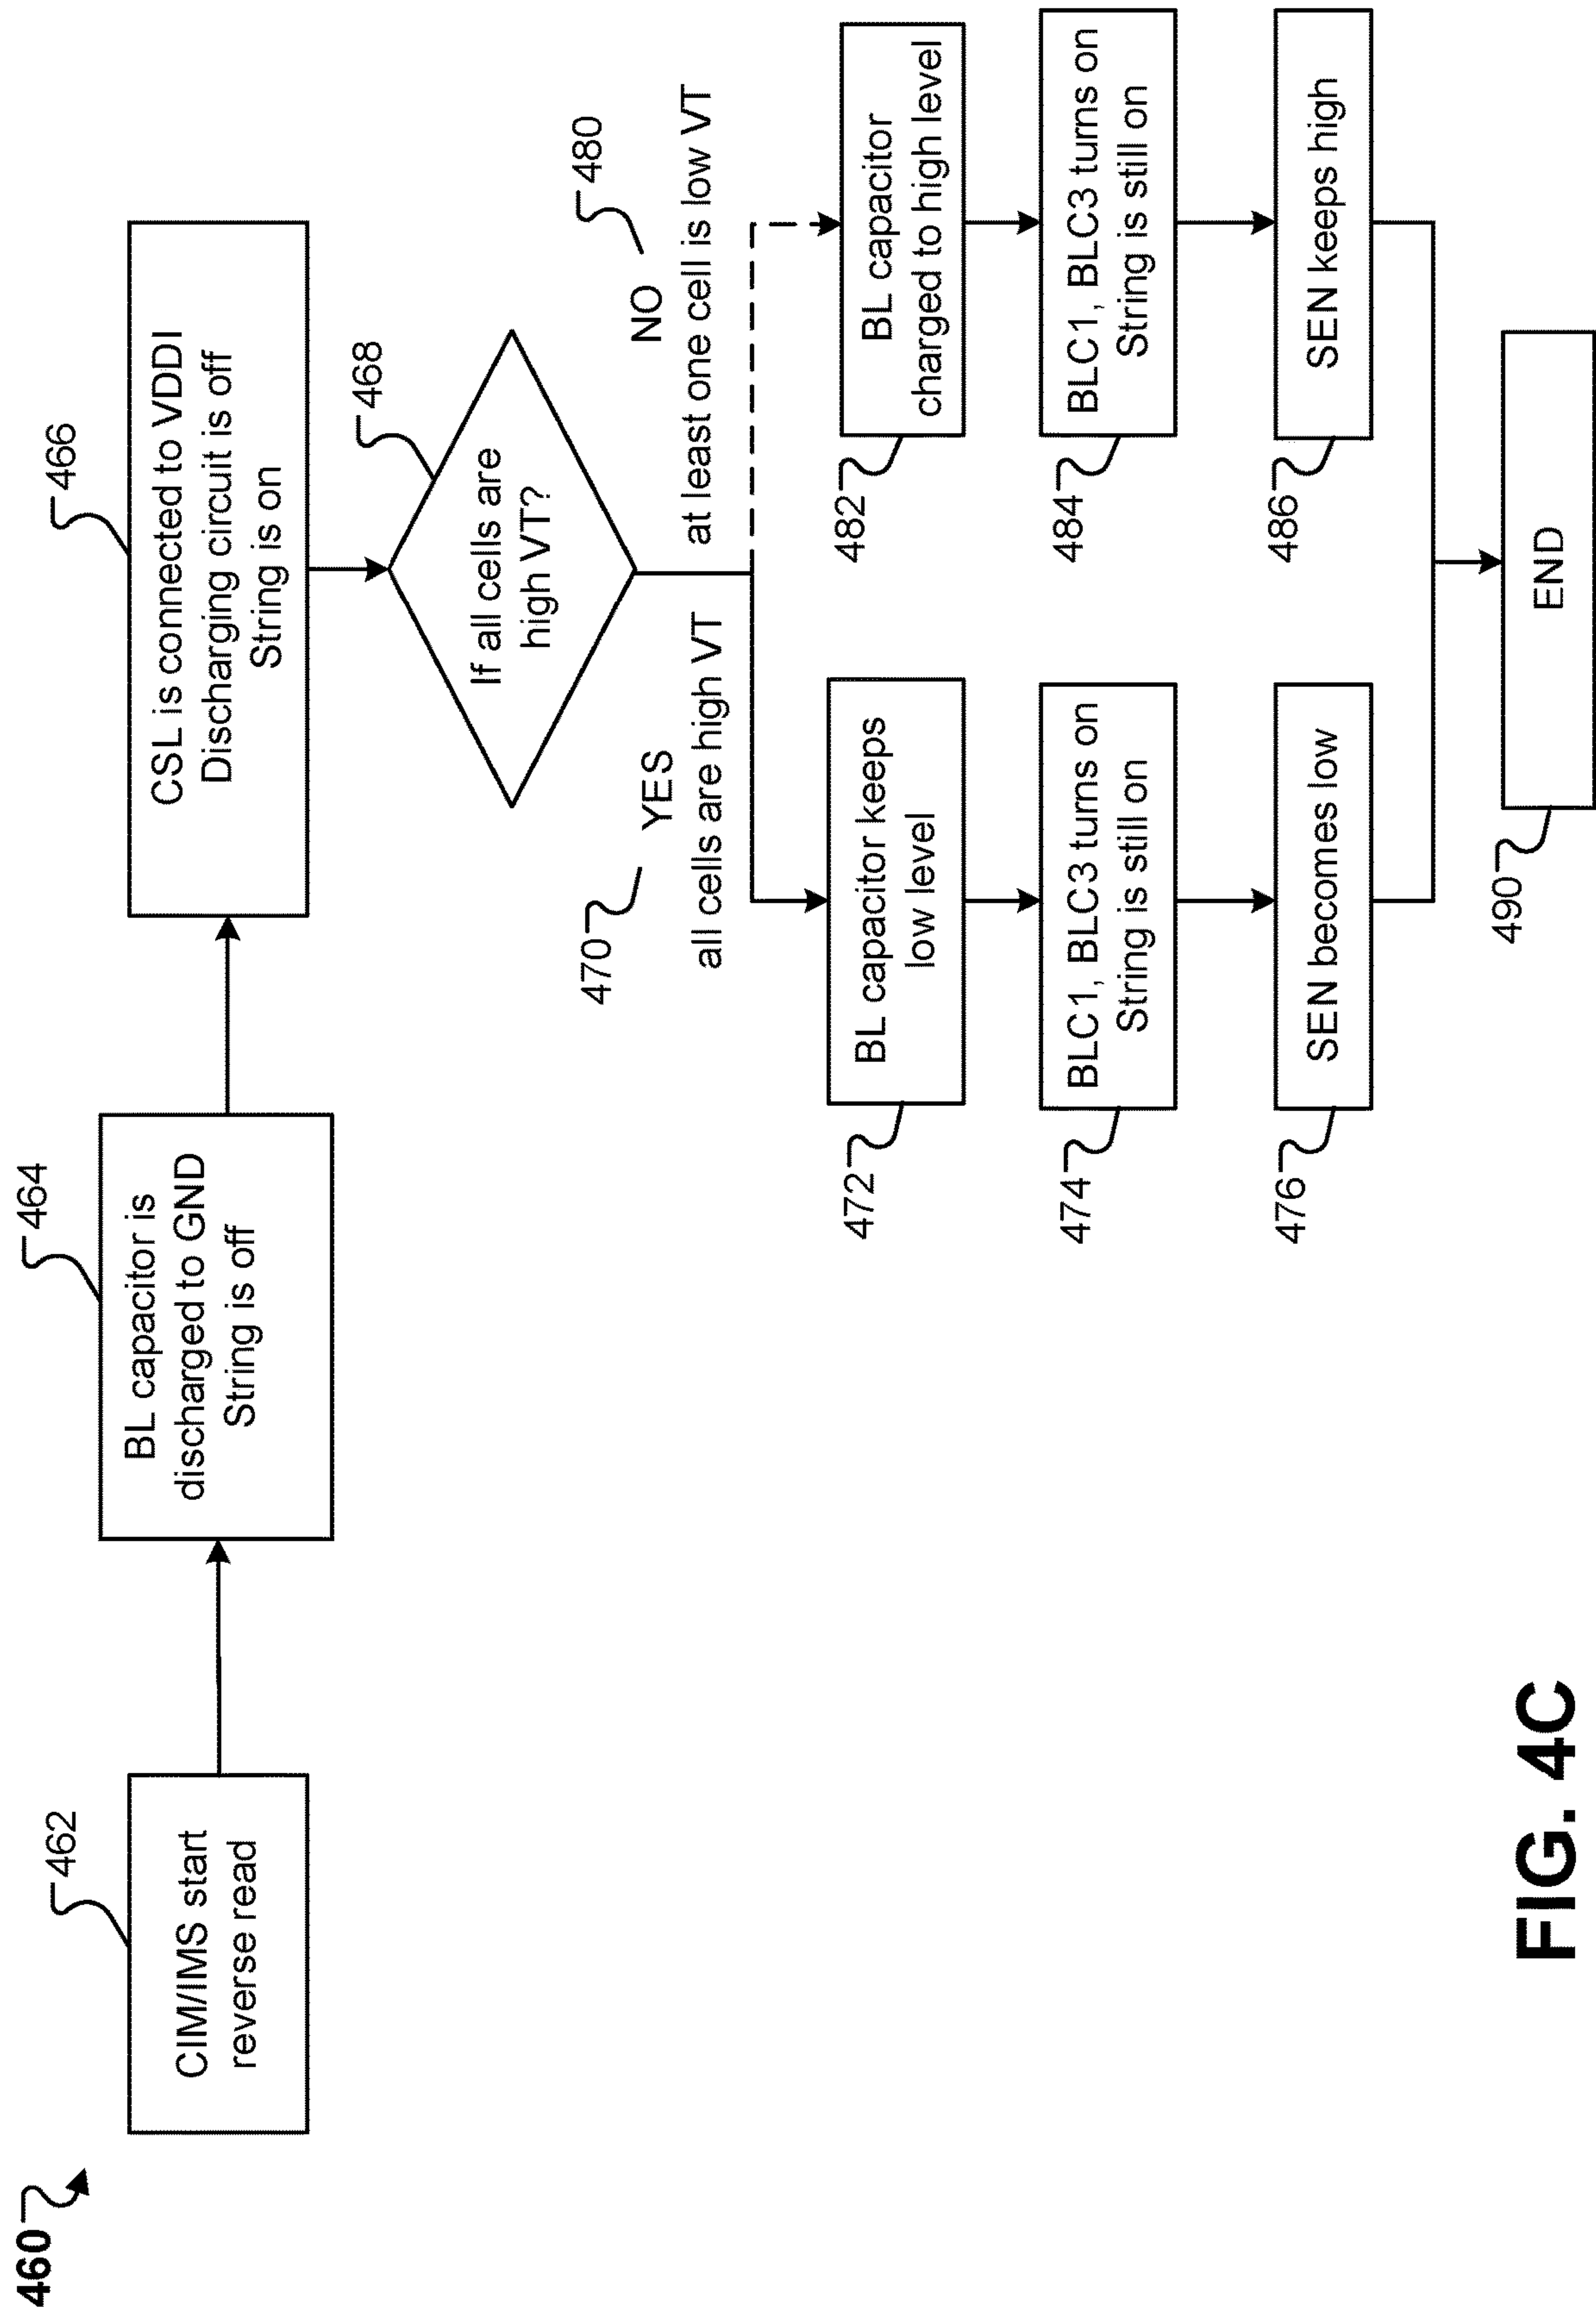 460
462
CIM/IMS start
reverse read
464
BL capacitor is
discharged to GND
String is off
466
CSL is connected to VDDI
Discharging circuit is off
String is on
468
If all cells are
high VT?
470
YES
all cells are high VT
NO
480
at least one cell is low VT
472
BL capacitor keeps
low level
474
BLC1, BLC3 turns on
String is still on
476
SEN becomes low
482
BL capacitor
charged to high level
484
BLC1, BLC3 turns on
String is still on
486
SEN keeps high
490
END
FIG. 4C